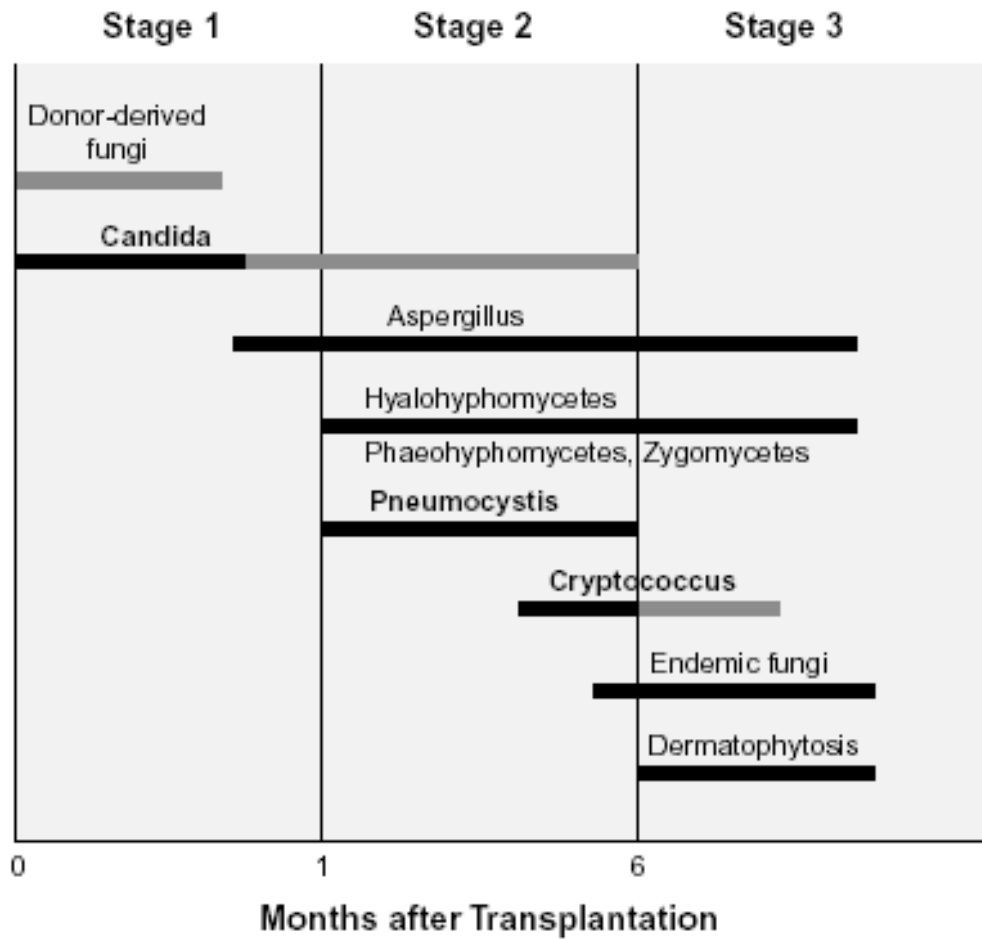 Stage 1 Stage 2 Stage 3
Donor-derived
fungi
Candida
Aspergillus
Hyalohyphomycetes
Phaeohyphomycetes, Zygomycetes
Pneumocystis
Cryptococcus
Endemic fungi
Dermatophytosis
0 1 6
Months after Transplantation